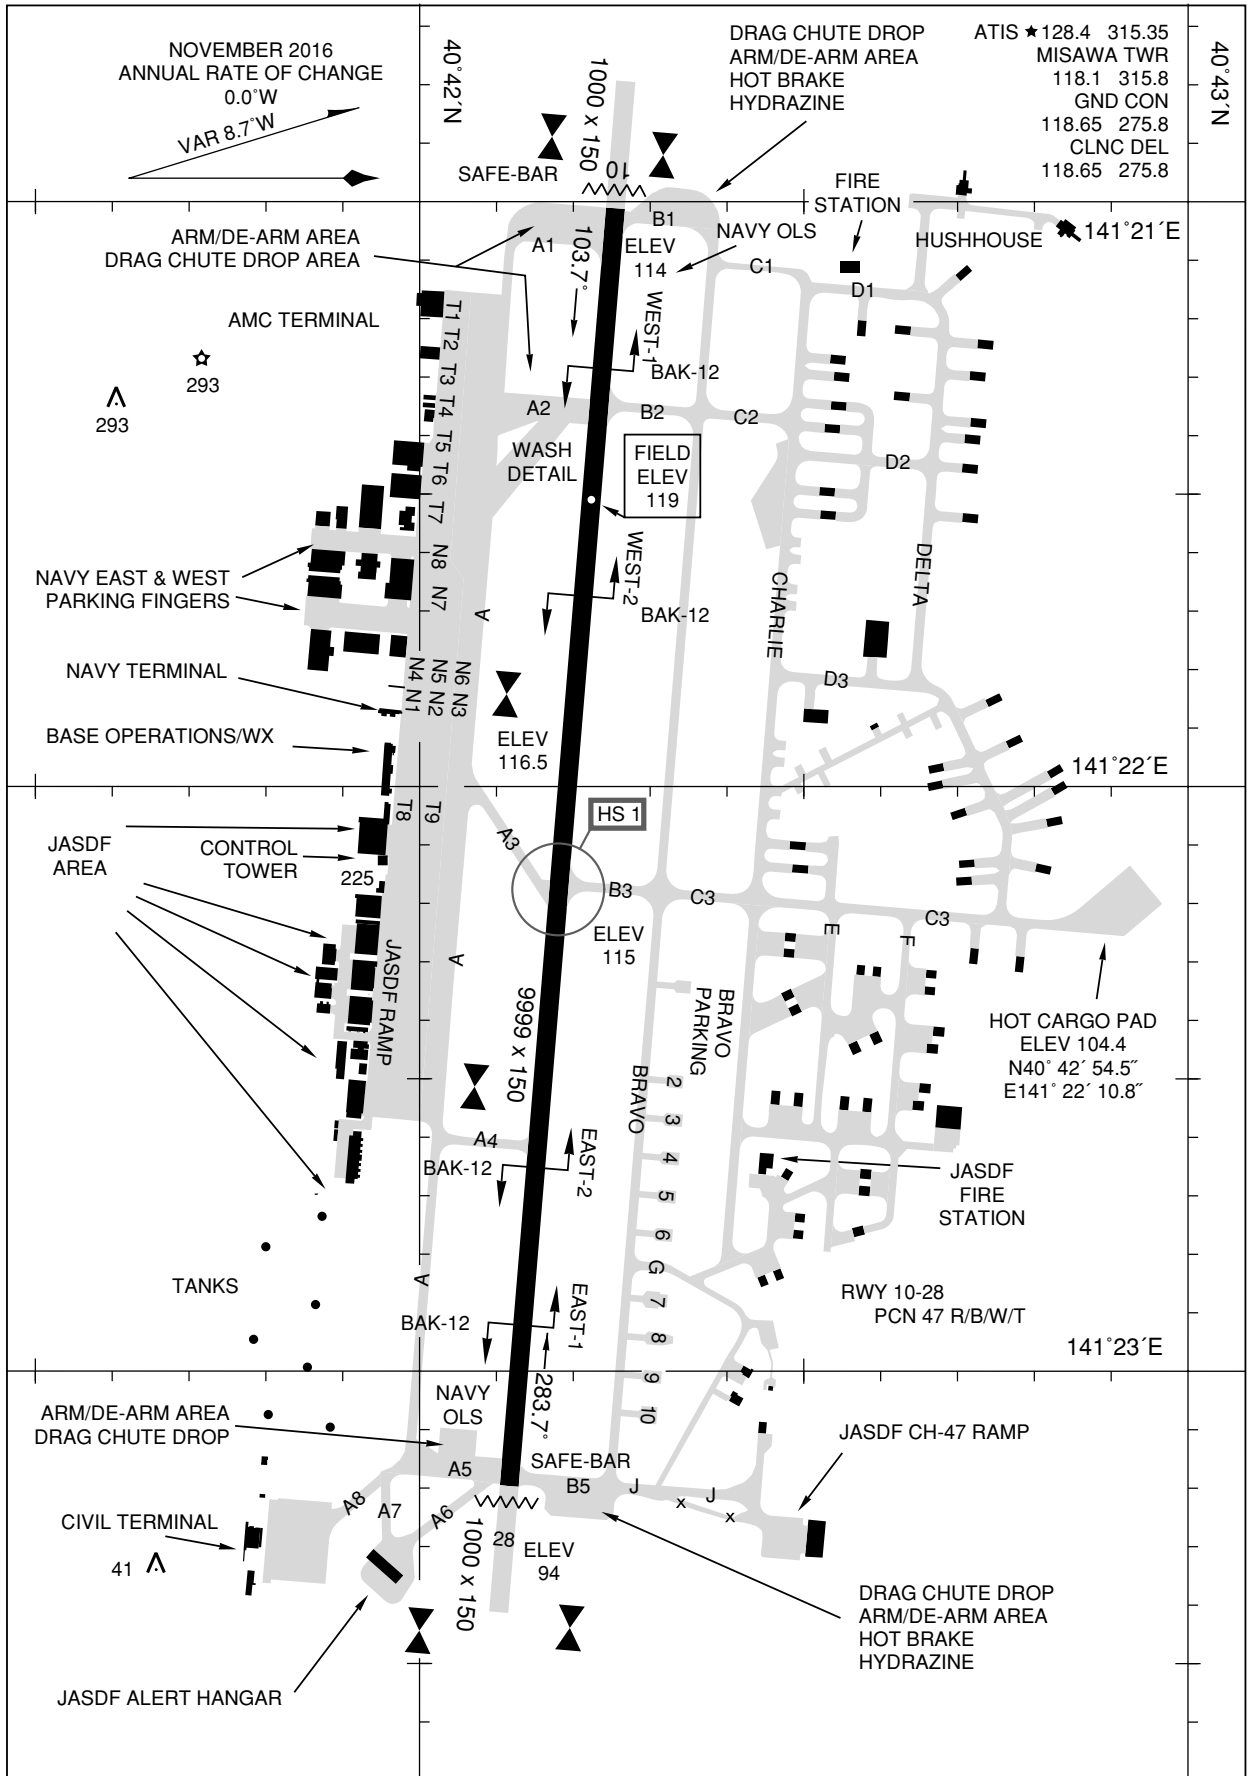 NOVEMBER 2016
ANNUAL RATE OF CHANGE
0.0°W
VAR 8.7°W
40°42´N
1000 x 150
SAFE-BAR
10
DRAG CHUTE DROP
ARM/DE-ARM AREA
HOT BRAKE
HYDRAZINE
ATIS 128.4 315.35
MISAWA TWR
118.1 315.8
GND CON
118.65 275.8
CLNC DEL
118.65 275.8
40°43´N
FIRE
STATION
HUSHHOUSE
141°21´E
ARM/DE-ARM AREA
DRAG CHUTE DROP AREA
A1
103.7°
B1
ELEV
114
NAVY OLS
C1
D1
AMC TERMINAL
293
293
T1
T2
T3
T4
T5
T6
T7
N8
N7
WEST-1
BAK-12
A2
B2
C2
D2
WASH
DETAIL
FIELD
ELEV
119
NAVY EAST & WEST
PARKING FINGERS
A
WEST-2
BAK-12
CHARLIE
DELTA
D3
NAVY TERMINAL
N4 N1
N5 N2
N6 N3
BASE OPERATIONS/WX
ELEV
116.5
141°22´E
T8
T9
HS 1
A3
JASDF
AREA
CONTROL
TOWER
225
B3
C3
C3
E
F
ELEV
115
A
JASDF RAMP
9999 x 150
BRAVO
PARKING
BRAVO
HOT CARGO PAD
ELEV 104.4
N40° 42´ 54.5˝
E141° 22´ 10.8˝
2
3
4
5
6
G
7
8
9
10
A4
BAK-12
EAST-2
JASDF
FIRE
STATION
TANKS
A
RWY 10-28
PCN 47 R/B/W/T
BAK-12
EAST-1
141°23´E
283.7°
NAVY
OLS
ARM/DE-ARM AREA
DRAG CHUTE DROP
JASDF CH-47 RAMP
A5
SAFE-BAR
B5
J
x
J
x
A8
A7
A6
CIVIL TERMINAL
41
28
1000 x 150
ELEV
94
DRAG CHUTE DROP
ARM/DE-ARM AREA
HOT BRAKE
HYDRAZINE
JASDF ALERT HANGAR